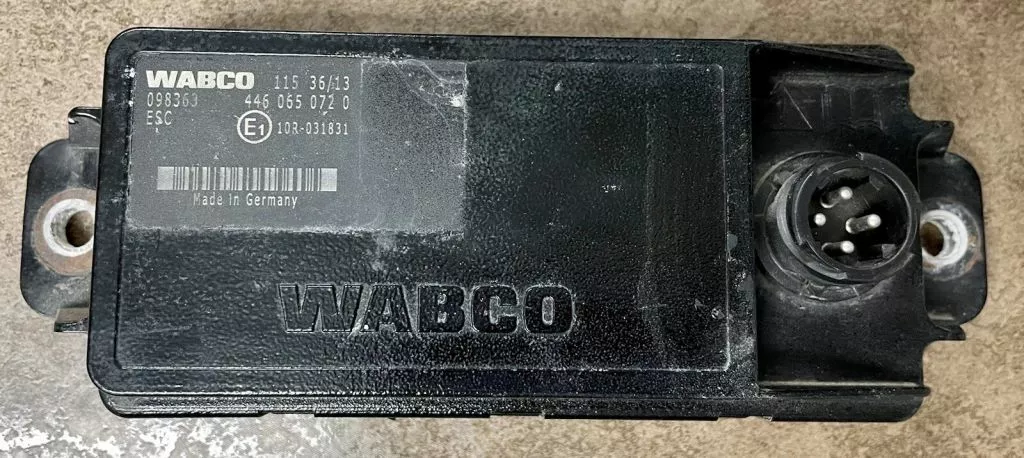 WABCO 115 36/13
098363 446 065 072 0
ESC E1 10R-031831
Made in Germany
WABCO